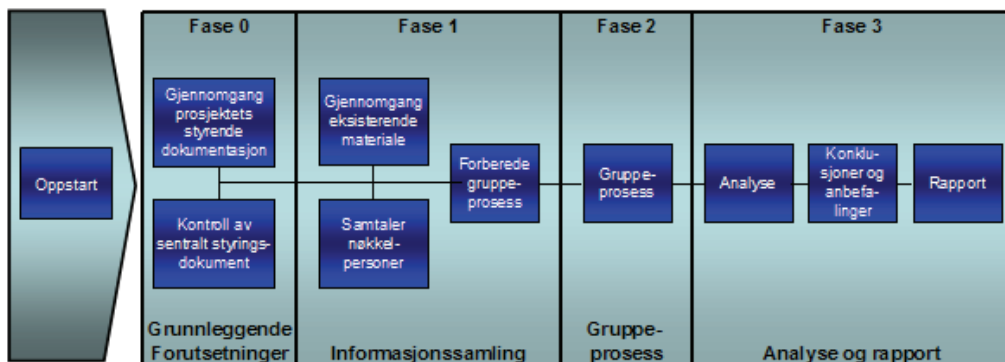 Fase 0
Fase 1
Fase 2
Fase 3
Oppstart
Gjennomgang
prosjektets
styrende
dokumentasjon
Kontroll av
sentralt styrings-
dokument
Gjennomgang
eksisterende
materiale
Samtaler
nøkkel-
personer
Forberede
gruppe-
prosess
Gruppe-
prosess
Analyse
Konklu-
sjoner og
anbefa-
linger
Rapport
Grunnleggende
Forutsetninger
Informasjonssamling
Gruppe-
prosess
Analyse og rapport